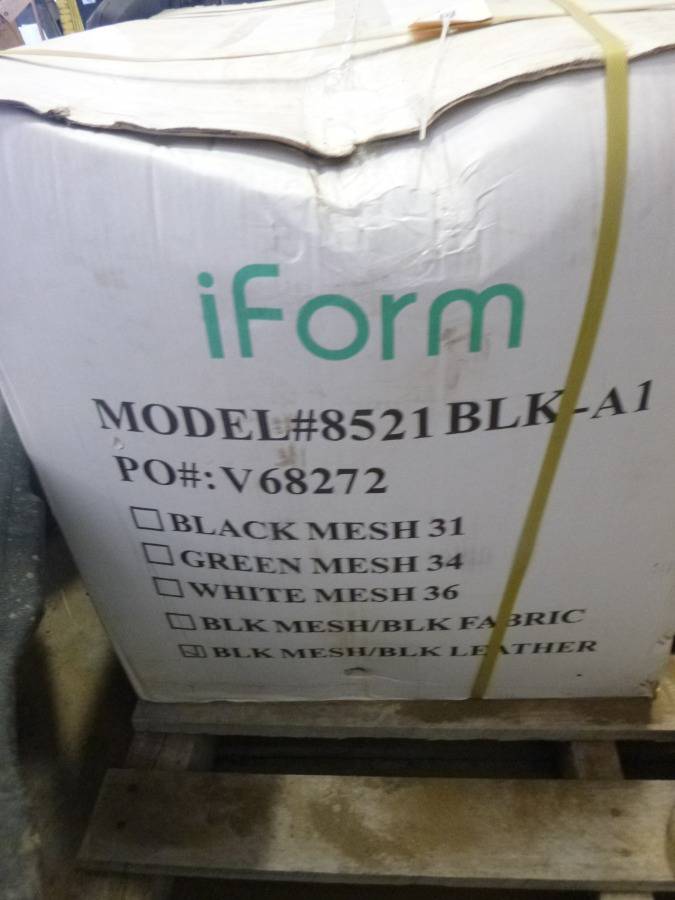 iForm
MODEL#8521 BLK-A1
PO#: V68272
☐ BLACK MESH 31
☐ GREEN MESH 34
☐ WHITE MESH 36
☐ BLK MESH/BLK FABRIC
☑ BLK MESH/BLK LEATHER